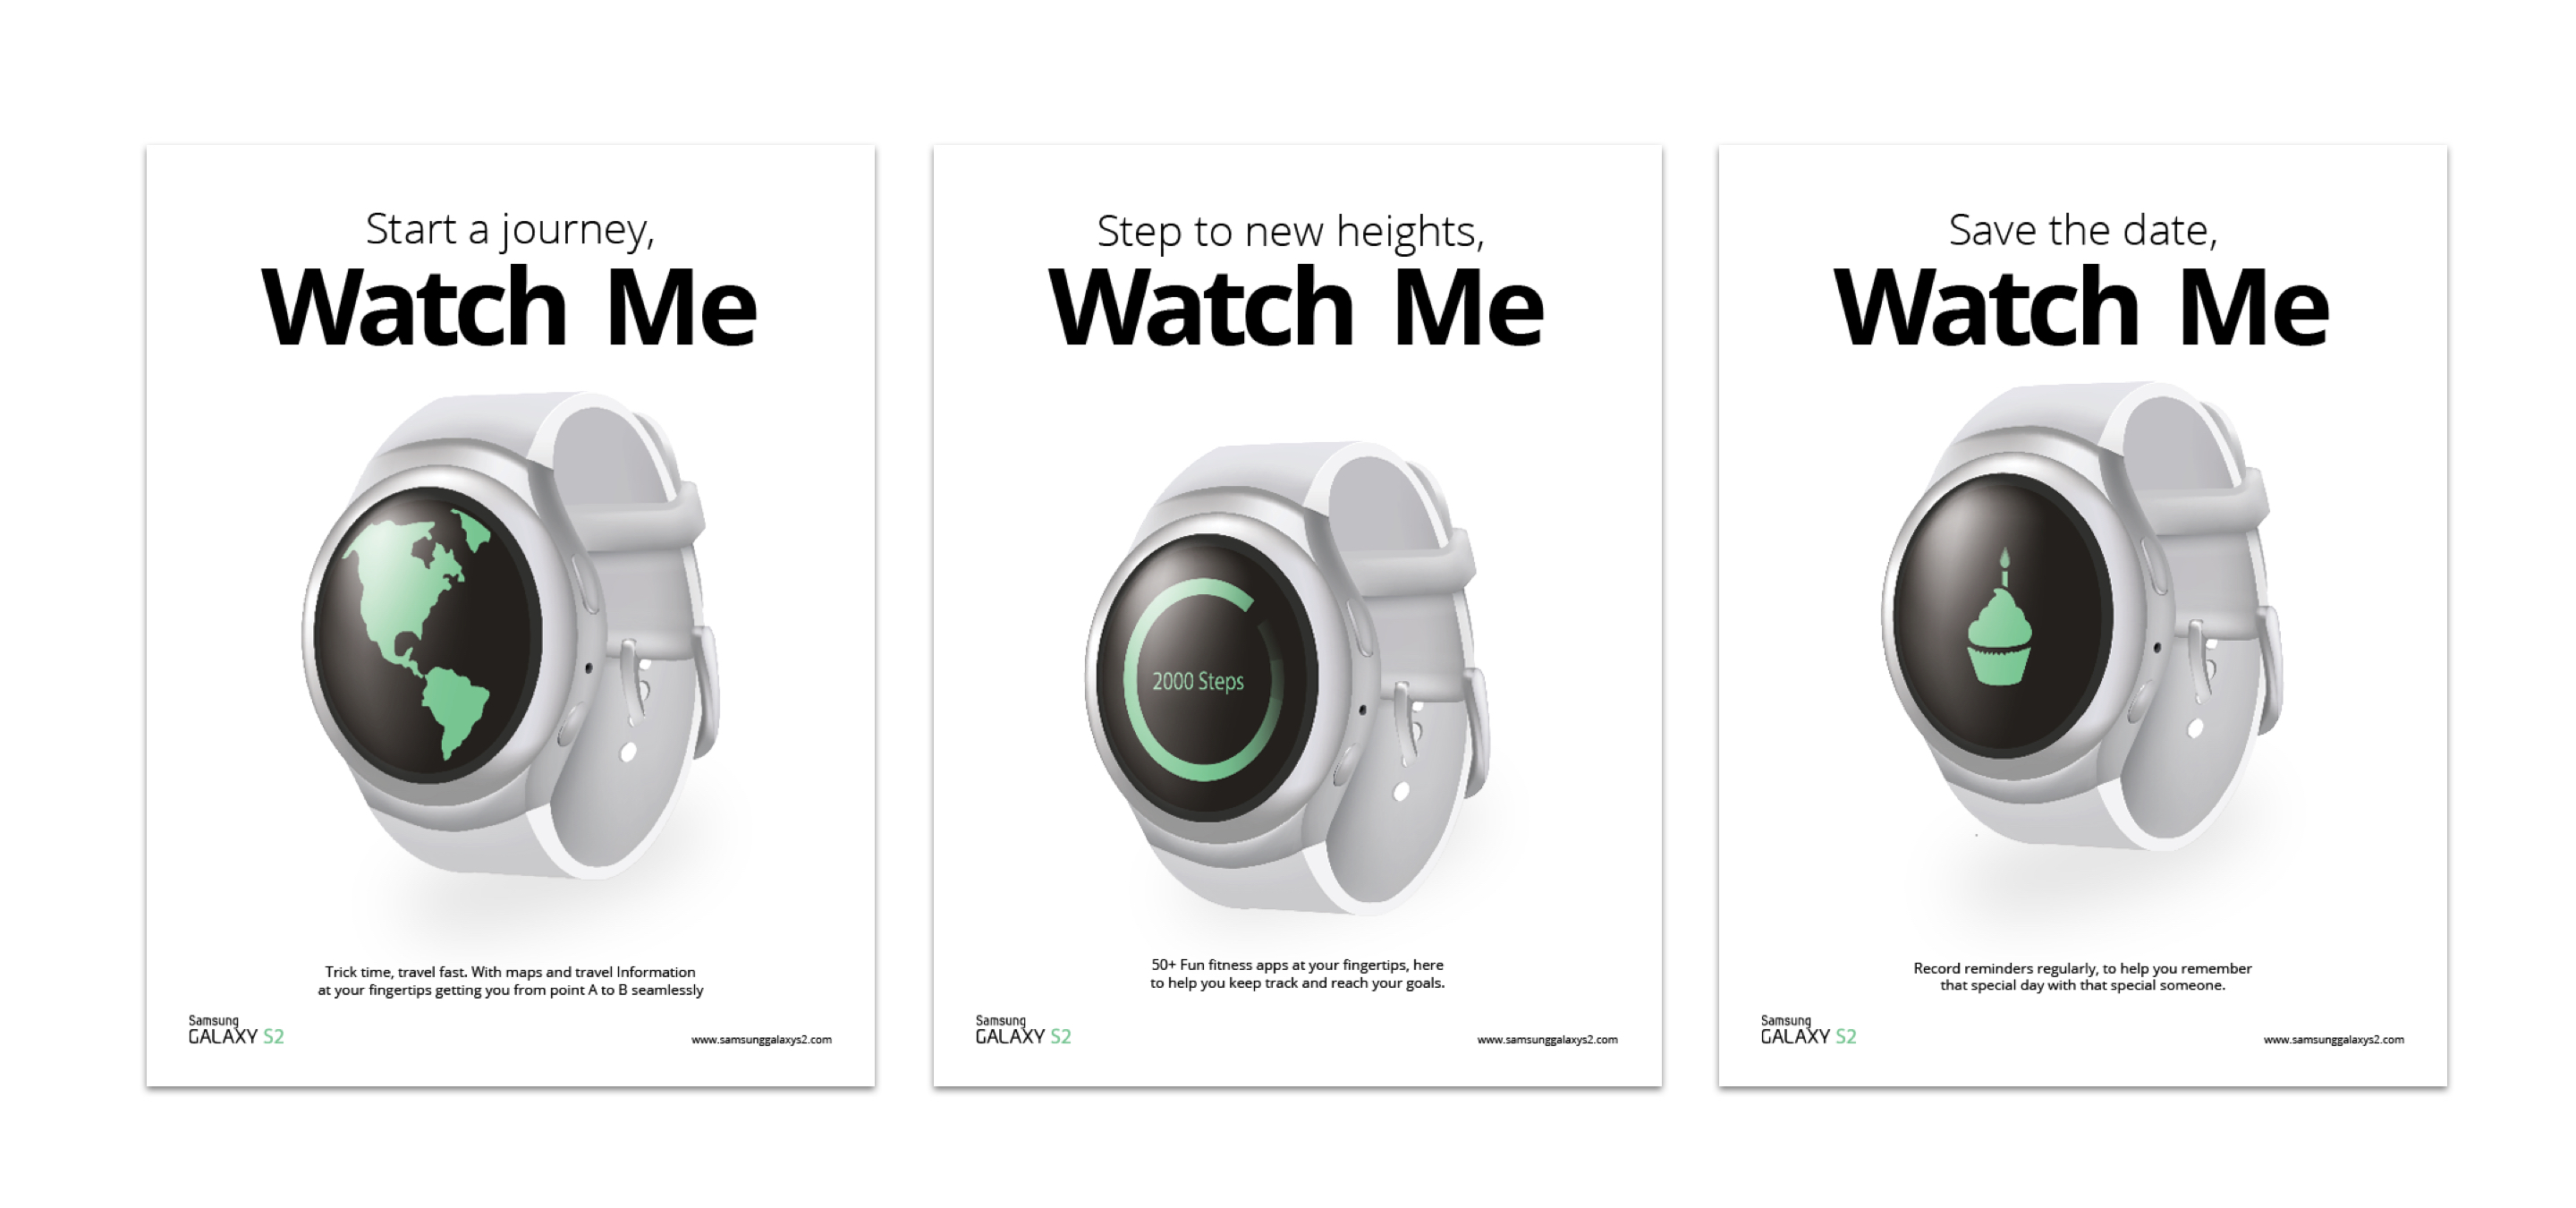 Start a journey,
Watch Me
Trick time, travel fast. With maps and travel Information
at your fingertips getting you from point A to B seamlessly
Samsung
GALAXY S2
www.samsunggalaxys2.com
Step to new heights,
Watch Me
2000 Steps
50+ Fun fitness apps at your fingertips, here
to help you keep track and reach your goals.
Samsung
GALAXY S2
www.samsunggalaxys2.com
Save the date,
Watch Me
Record reminders regularly, to help you remember
that special day with that special someone.
Samsung
GALAXY S2
www.samsunggalaxys2.com